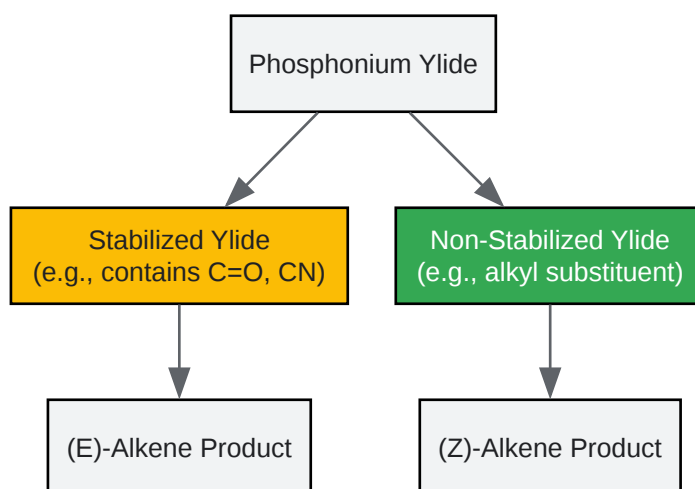 Phosphonium Ylide
Stabilized Ylide
(e.g., contains C=O, CN)
Non-Stabilized Ylide
(e.g., alkyl substituent)
(E)-Alkene Product
(Z)-Alkene Product